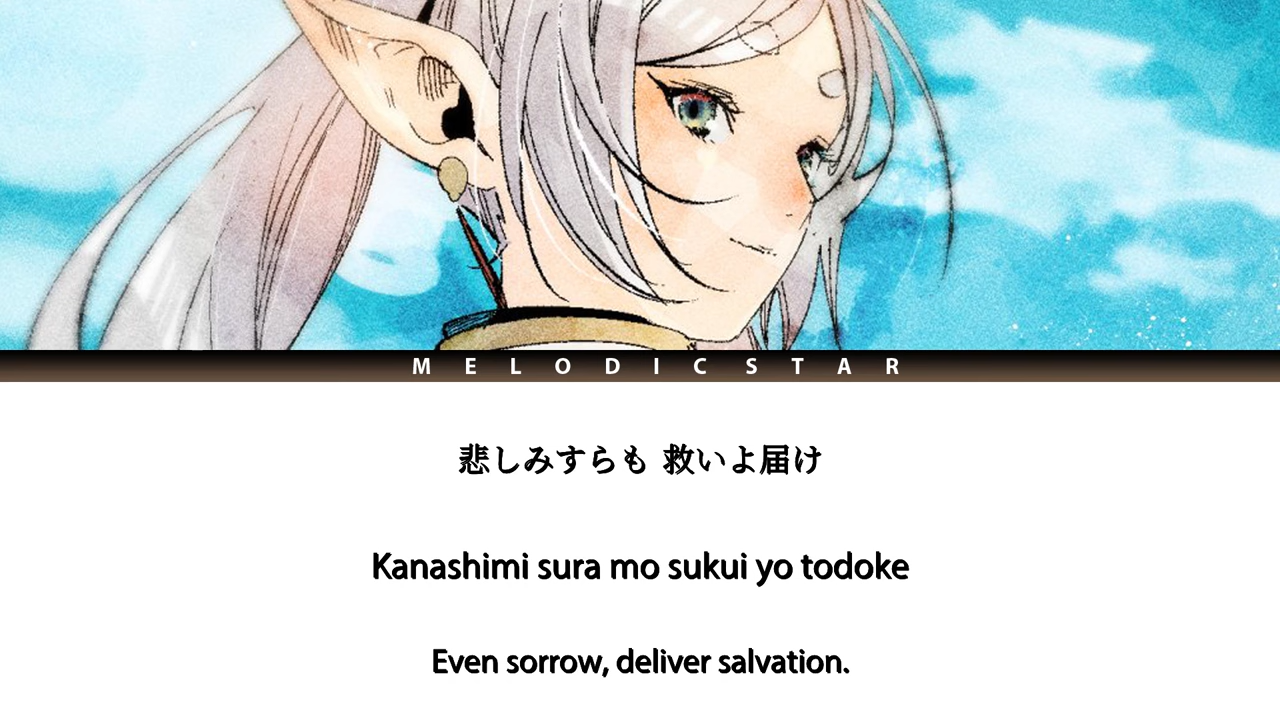 MELODICSTAR
悲しみすらも 救いよ届け
Kanashimi sura mo sukui yo todoke
Even sorrow, deliver salvation.